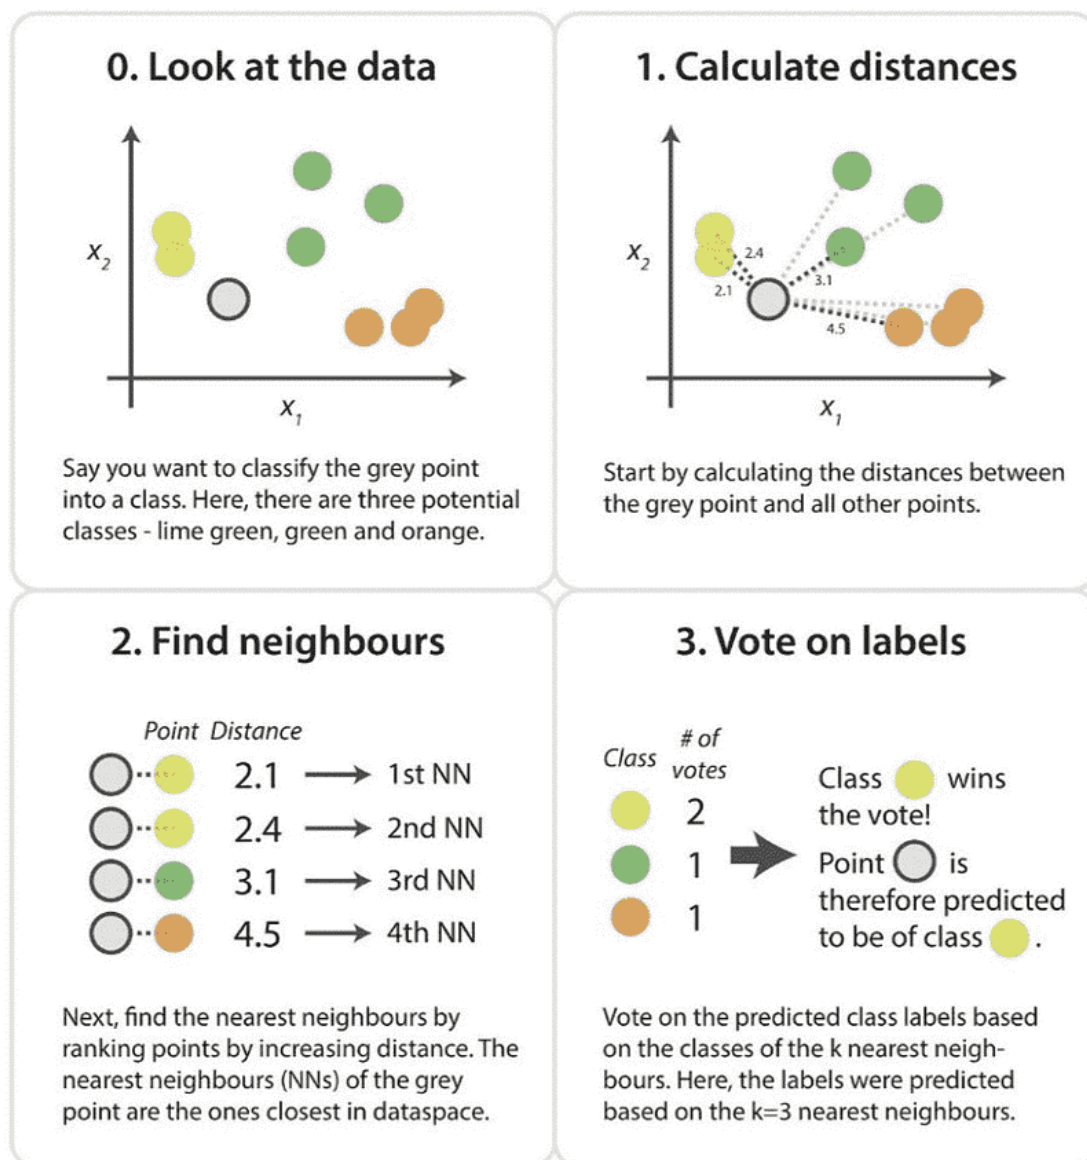 0. Look at the data
X2
X1
Say you want to classify the grey point
into a class. Here, there are three potential
classes - lime green, green and orange.
1. Calculate distances
X2
2.4
2.1
3.1
4.5
X1
Start by calculating the distances between
the grey point and all other points.
2. Find neighbours
Point Distance
2.1 1st NN
2.4 2nd NN
3.1 3rd NN
4.5 4th NN
Next, find the nearest neighbours by
ranking points by increasing distance. The
nearest neighbours (NNs) of the grey
point are the ones closest in dataspace.
3. Vote on labels
Class # of
votes
2
1
1
Class wins
the vote!
Point is
therefore predicted
to be of class .
Vote on the predicted class labels based
on the classes of the k nearest neigh-
bours. Here, the labels were predicted
based on the k=3 nearest neighbours.